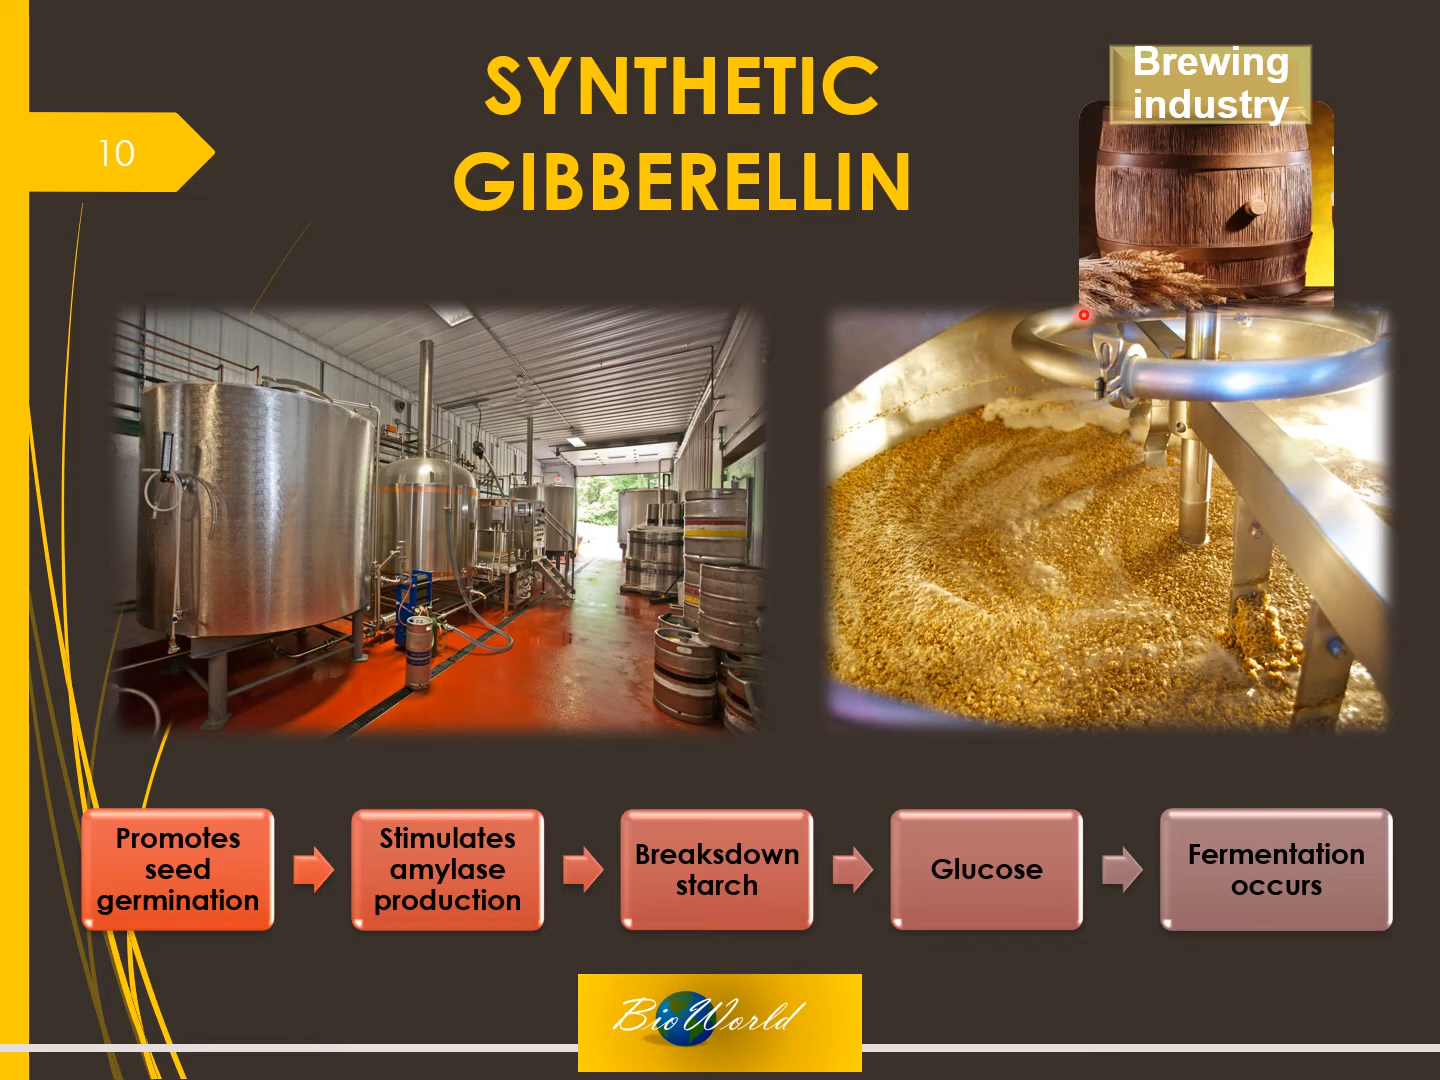 SYNTHETIC
GIBBERELLIN
Brewing
industry
10
Promotes
seed
germination
Stimulates
amylase
production
Breaksdown
starch
Glucose
Fermentation
occurs
BioWorld